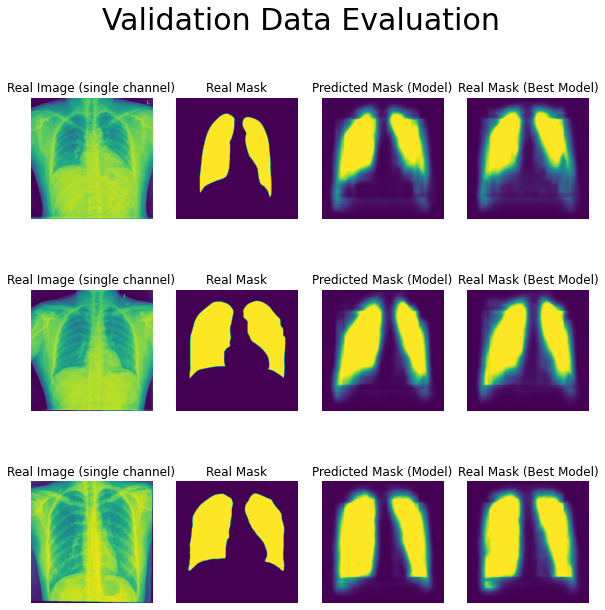 Validation Data Evaluation
Real Image (single channel)
Real Mask
Predicted Mask (Model)
Real Mask (Best Model)
Real Image (single channel)
Real Mask
Predicted Mask (Model)
Real Mask (Best Model)
Real Image (single channel)
Real Mask
Predicted Mask (Model)
Real Mask (Best Model)